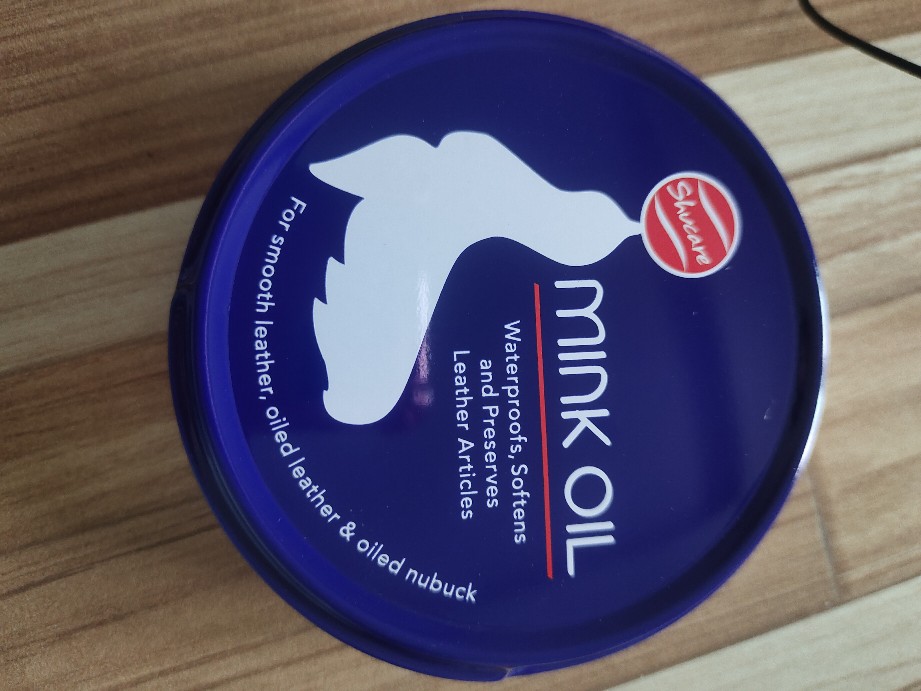 Shucare
MINK OIL
Waterproofs, Softens
and Preserves
Leather Articles
For smooth leather, oiled leather & oiled nubuck